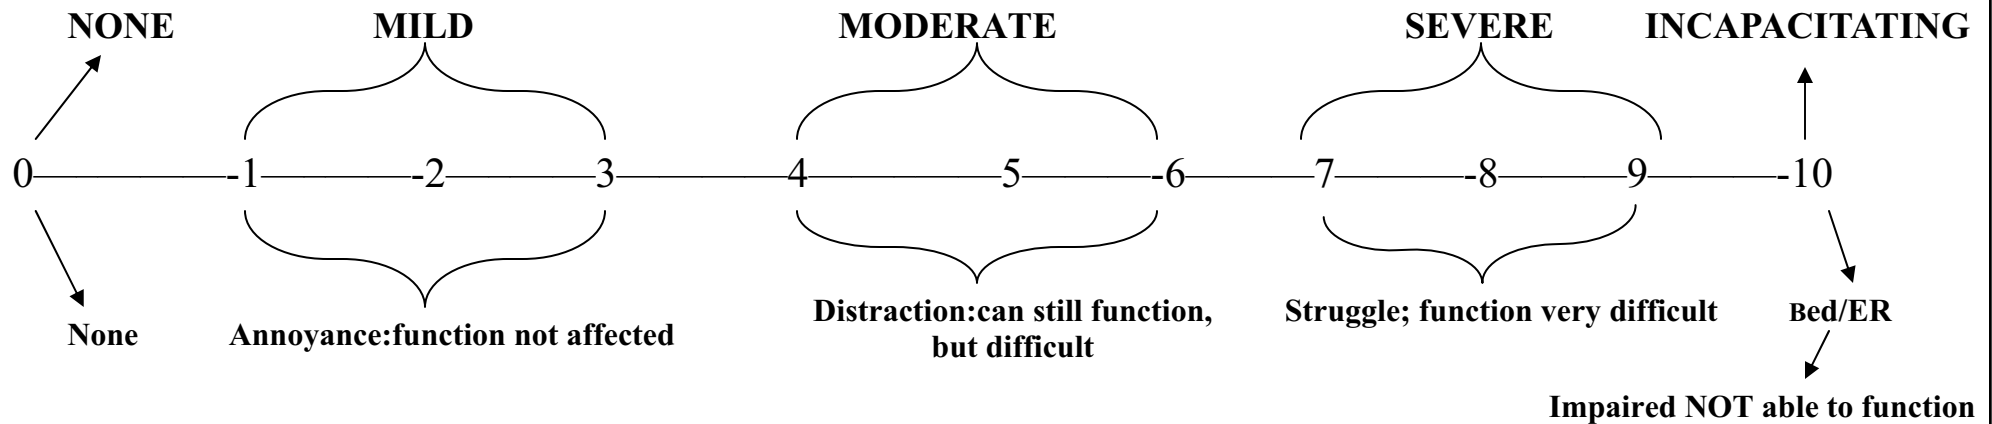 NONE MILD MODERATE SEVERE INCAPACITATING
0 -1 -2 3 4 5 -6 7 -8 9 -10
None Annoyance:function not affected Distraction:can still function, Struggle; function very difficult Bed/ER
but difficult
Impaired NOT able to function